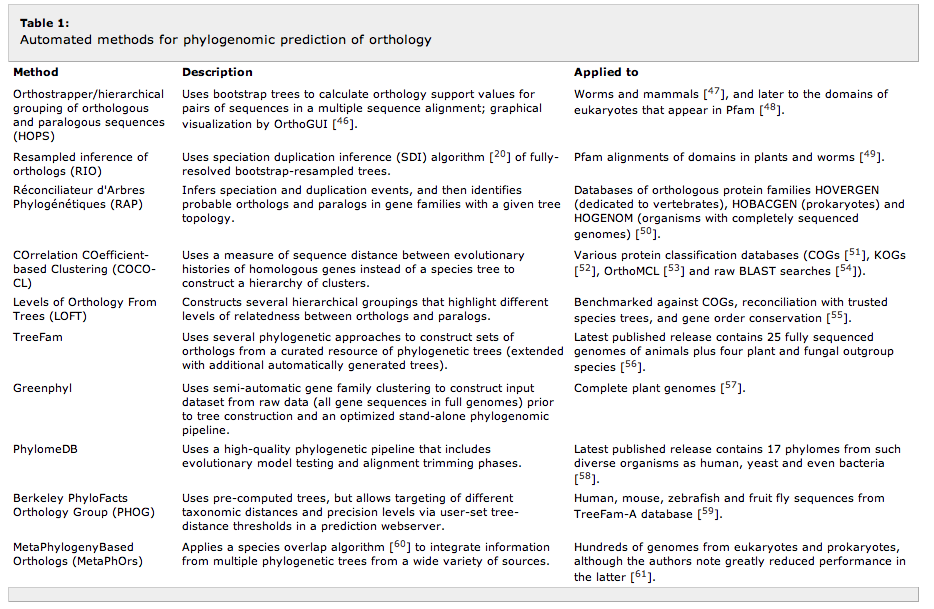 Table 1:
Automated methods for phylogenomic prediction of orthology
Method Description Applied to
Orthostrapper/hierarchical
grouping of orthologous
and paralogous sequences
(HOPS)
Uses bootstrap trees to calculate orthology support values for
pairs of sequences in a multiple sequence alignment; graphical
visualization by OrthoGUI [46].
Worms and mammals [47], and later to the domains of
eukaryotes that appear in Pfam [48].
Resampled inference of
orthologs (RIO)
Uses speciation duplication inference (SDI) algorithm [20] of fully-
resolved bootstrap-resampled trees.
Pfam alignments of domains in plants and worms [49].
Réconciliateur d'Arbres
Phylogénétiques (RAP)
Infers speciation and duplication events, and then identifies
probable orthologs and paralogs in gene families with a given tree
topology.
Databases of orthologous protein families HOVERGEN
(dedicated to vertebrates), HOBACGEN (prokaryotes) and
HOGENOM (organisms with completely sequenced
genomes) [50].
COrrelation COefficient-
based Clustering (COCO-
CL)
Uses a measure of sequence distance between evolutionary
histories of homologous genes instead of a species tree to
construct a hierarchy of clusters.
Various protein classification databases (COGs [51], KOGs
[52], OrthoMCL [53] and raw BLAST searches [54]).
Levels of Orthology From
Trees (LOFT)
Constructs several hierarchical groupings that highlight different
levels of relatedness between orthologs and paralogs.
Benchmarked against COGs, reconciliation with trusted
species trees, and gene order conservation [55].
TreeFam
Uses several phylogenetic approaches to construct sets of
orthologs from a curated resource of phylogenetic trees (extended
with additional automatically generated trees).
Latest published release contains 25 fully sequenced
genomes of animals plus four plant and fungal outgroup
species [56].
Greenphyl
Uses semi-automatic gene family clustering to construct input
dataset from raw data (all gene sequences in full genomes) prior
to tree construction and an optimized stand-alone phylogenomic
pipeline.
Complete plant genomes [57].
PhylomeDB
Uses a high-quality phylogenetic pipeline that includes
evolutionary model testing and alignment trimming phases.
Latest published release contains 17 phylomes from such
diverse organisms as human, yeast and even bacteria
[58].
Berkeley PhyloFacts
Orthology Group (PHOG)
Uses pre-computed trees, but allows targeting of different
taxonomic distances and precision levels via user-set tree-
distance thresholds in a prediction webserver.
Human, mouse, zebrafish and fruit fly sequences from
TreeFam-A database [59].
MetaPhylogenyBased
Orthologs (MetaPhOrs)
Applies a species overlap algorithm [60] to integrate information
from multiple phylogenetic trees from a wide variety of sources.
Hundreds of genomes from eukaryotes and prokaryotes,
although the authors note greatly reduced performance in
the latter [61].